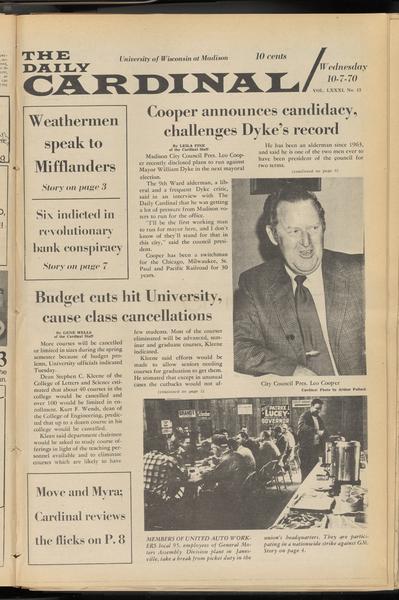 THE
DAILY
CARDINAL
University of Wisconsin at Madison
10 cents
Wednesday
10-7-70
VOL. LXXXI, No. 15
Weathermen
speak to
Mifflanders
Story on page 3
Six indicted in
revolutionary
bank conspiracy
Story on page 7
Cooper announces candidacy,
challenges Dyke's record
By LEILA FINE
of the Cardinal Staff
Madison City Council Pres. Leo Coop-
er recently disclosed plans to run against
Mayor William Dyke in the next mayoral
election.
The 9th Ward alderman, a lib-
eral and a frequent Dyke critic,
said in an interview with The
Daily Cardinal that he was getting
a lot of pressure from Madison vo-
ters to run for the office.
"I'll be the first working man
to run for mayor here, and I don't
know if they'll stand for that in
this city," said the council presi-
dent.
Cooper has been a switchman
for the Chicago, Milwaukee, St.
Paul and Pacific Railroad for 30
years.
He has been an alderman since 1963,
and said he is one of the two men ever to
have been president of the council for
two terms.
(continued on page 3)
City Council Pres. Leo Cooper
Cardinal Photo by Arthur Pollock
Budget cuts hit University,
cause class cancellations
By GENE WELLS
of the Cardinal Staff
More courses will be cancelled
or limited in sizes during the spring
semester because of budget pro-
blems, University officials indicated
Tuesday.
Dean Stephen C. Kleene of the
College of Letters and Science esti-
mated that about 40 courses in the
college would be cancelled and
over 100 would be limited in en-
rollment. Kurt F. Wendt, dean of
the College of Engineering, predic-
ted that up to a dozen course in his
college would be cancelled.
Kleene said department chairmen
would be asked to study course of-
ferings in light of the teaching per-
sonnel available and to eliminate
courses which are likely to have
few students. Most of the courses
eliminated will be advanced, sem-
inar and graduate courses, Kleene
indicated.
Kleene said efforts would be
made to allow seniors needing
courses for graduation to get them.
He stressed that except in unusual
cases the cutbacks would not af-
(continued on page 3)
Move and Myra;
Cardinal reviews
the flicks on P. 8
PATRICK J.
LUCEY
GOVERNOR
MEMBERS OF UNITED AUTO WORK-
ERS local 95, employees of General Mo-
tors Assembly Division plant in Janes-
ville, take a break from picket duty in the
union's headquarters. They are partici-
pating in a nationwide strike against GM.
Story on page 4.